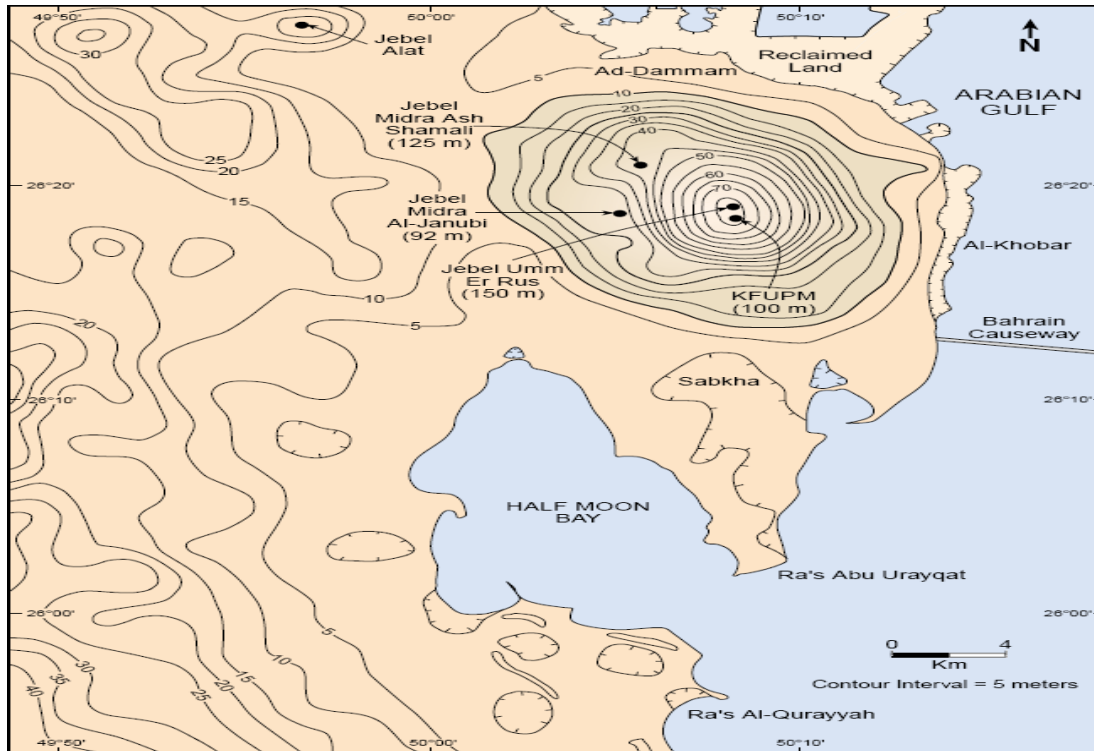 49°50'
50°00'
50°10'
N
30
Jebel
Alat
Reclaimed
Land
5
Ad-Dammam
ARABIAN
GULF
10
20
30
40
Jebel
Midra Ash
Shamali
(125 m)
25
20
15
50
60
70
26°20'
26°20'
Jebel
Midra
Al-Janubi
(92 m)
Al-Khobar
Jebel Umm
Er Rus
(150 m)
KFUPM
(100 m)
10
5
20
Bahrain
Causeway
Sabkha
26°10'
26°10'
HALF MOON
BAY
Ra's Abu Urayqat
26°00'
26°00'
5
10
15
20
25
30
35
40
0 4
Km
Contour Interval = 5 meters
Ra's Al-Qurayyah
49°50'
50°00'
50°10'